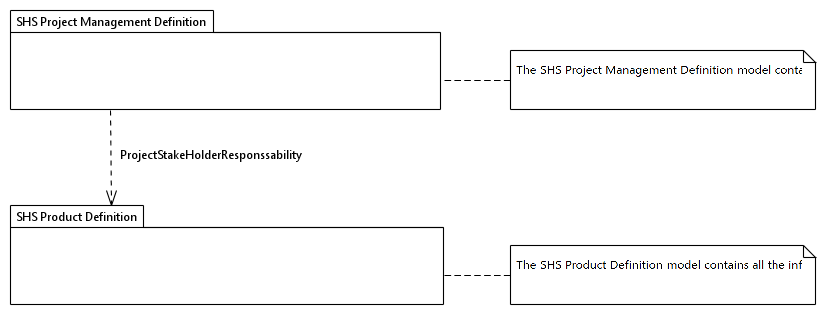 SHS Project Management Definition
The SHS Project Management Definition model conta
ProjectStakeHolderResponssability
SHS Product Definition
The SHS Product Definition model contains all the inf